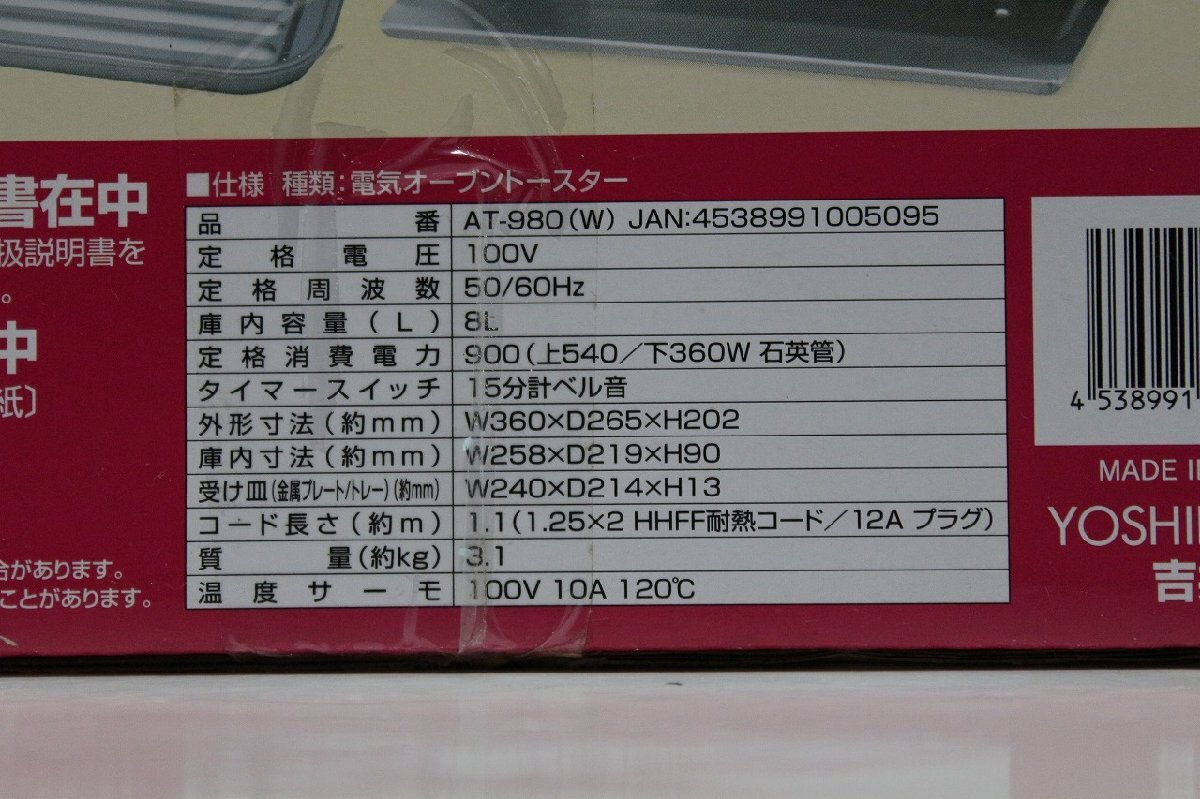 書在中
扱説明書を
。
中
紙〕
合があります。
ことがあります。
■仕様 種類：電気オーブントースター
品番 AT-980(W) JAN:4538991005095
定格電圧 100V
定格周波数 50/60Hz
庫内容量(L) 8L
定格消費電力 900(上540／下360W 石英管)
タイマースイッチ 15分計ベル音
外形寸法(約mm) W360×D265×H202
庫内寸法(約mm) W258×D219×H90
受け皿(金属プレート/トレー)(約mm) W240×D214×H13
コード長さ(約m) 1.1(1.25×2 HHFF耐熱コード／12A プラグ)
質量(約kg) 3.1
温度サーモ 100V 10A 120℃
4 538991
MADE I
YOSHI
吉